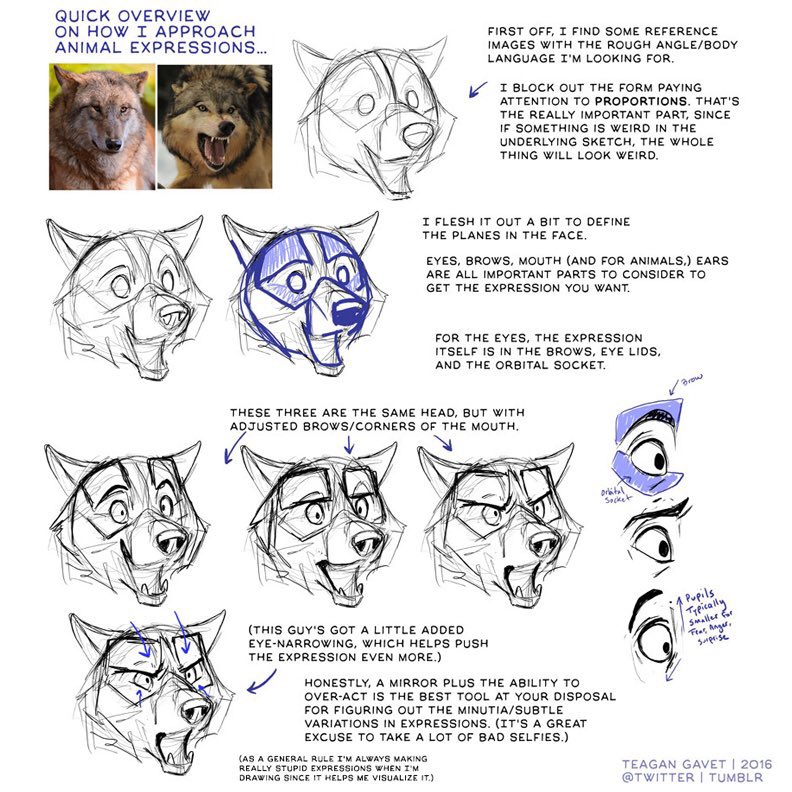 QUICK OVERVIEW
ON HOW I APPROACH
ANIMAL EXPRESSIONS...
FIRST OFF, I FIND SOME REFERENCE
IMAGES WITH THE ROUGH ANGLE/BODY
LANGUAGE I'M LOOKING FOR.
I BLOCK OUT THE FORM PAYING
ATTENTION TO PROPORTIONS. THAT'S
THE REALLY IMPORTANT PART, SINCE
IF SOMETHING IS WEIRD IN THE
UNDERLYING SKETCH, THE WHOLE
THING WILL LOOK WEIRD.
I FLESH IT OUT A BIT TO DEFINE
THE PLANES IN THE FACE.
EYES, BROWS, MOUTH (AND FOR ANIMALS,) EARS
ARE ALL IMPORTANT PARTS TO CONSIDER TO
GET THE EXPRESSION YOU WANT.
FOR THE EYES, THE EXPRESSION
ITSELF IS IN THE BROWS, EYE LIDS,
AND THE ORBITAL SOCKET.
Brow
Orbital
Socket
THESE THREE ARE THE SAME HEAD, BUT WITH
ADJUSTED BROWS/CORNERS OF THE MOUTH.
Pupils
Typically
smaller for
Fear, Anger,
Surprise
(THIS GUY'S GOT A LITTLE ADDED
EYE-NARROWING, WHICH HELPS PUSH
THE EXPRESSION EVEN MORE.)
HONESTLY, A MIRROR PLUS THE ABILITY TO
OVER-ACT IS THE BEST TOOL AT YOUR DISPOSAL
FOR FIGURING OUT THE MINUTIA/SUBTLE
VARIATIONS IN EXPRESSIONS. (IT'S A GREAT
EXCUSE TO TAKE A LOT OF BAD SELFIES.)
(AS A GENERAL RULE I'M ALWAYS MAKING
REALLY STUPID EXPRESSIONS WHEN I'M
DRAWING SINCE IT HELPS ME VISUALIZE IT.)
TEAGAN GAVET | 2016
@TWITTER | TUMBLR